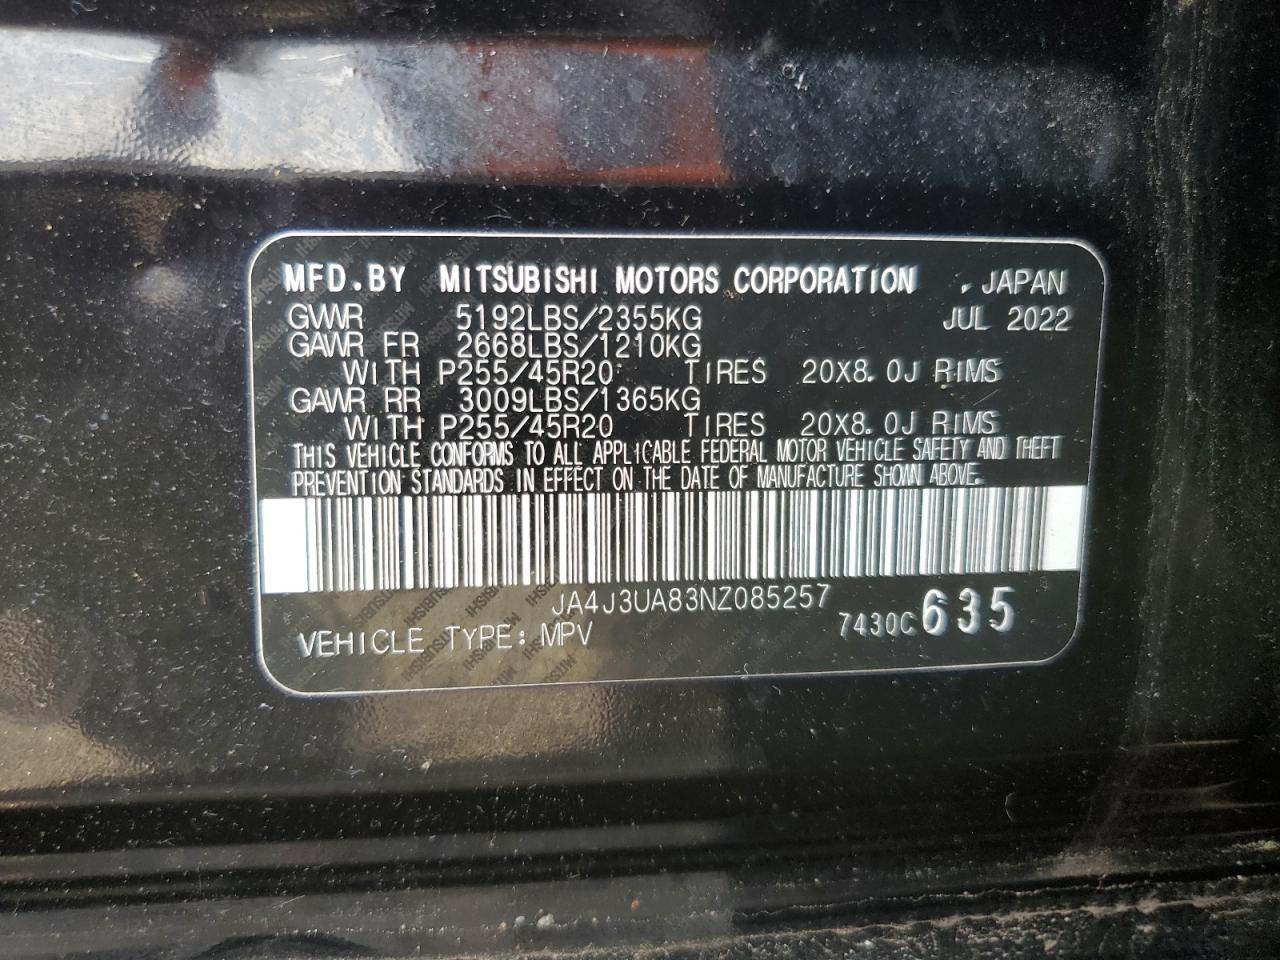 MFD.BY MITSUBISHI MOTORS CORPORATION , JAPAN
GWWR 5192LBS/2355KG JUL 2022
GAWR FR 2668LBS/1210KG
WITH P255/45R20 TIRES 20X8.0J RIMS
GAWR RR 3009LBS/1365KG
WITH P255/45R20 TIRES 20X8.0J RIMS
THIS VEHICLE CONFORMS TO ALL APPLICABLE FEDERAL MOTOR VEHICLE SAFETY AND THEFT
PREVENTION STANDARDS IN EFFECT ON THE DATE OF MANUFACTURE SHOWN ABOVE.
JA4J3UA83NZ085257
7430C 635
VEHICLE TYPE: MPV